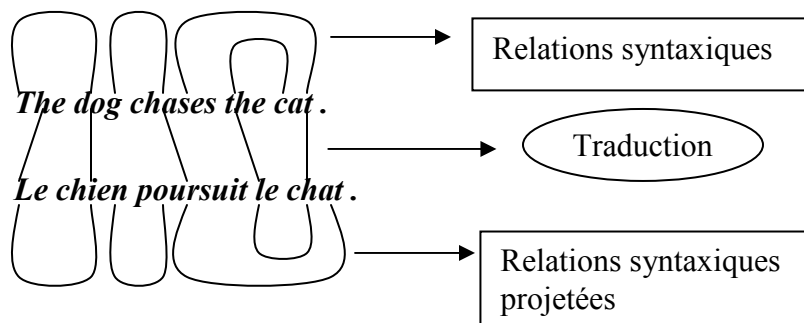 Relations syntaxiques
The dog chases the cat .
Traduction
Le chien poursuit le chat .
Relations syntaxiques
projetées